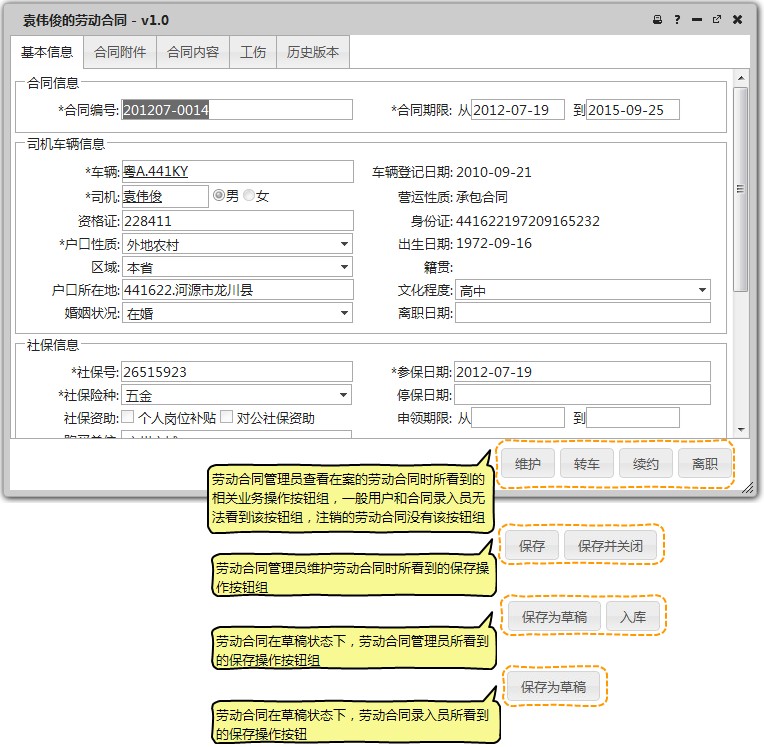 袁伟俊的劳动合同 - v1.0
基本信息 合同附件 合同内容 工伤 历史版本
合同信息
*合同编号: 201207-0014 *合同期限: 从 2012-07-19 到 2015-09-25
司机车辆信息
*车辆: 粤A.441KY 车辆登记日期: 2010-09-21
*司机: 袁伟俊 男 女 营运性质: 承包合同
资格证: 228411 身份证: 441622197209165232
*户口性质: 外地农村 出生日期: 1972-09-16
区域: 本省 籍贯:
户口所在地: 441622.河源市龙川县 文化程度: 高中
婚姻状况: 在婚 离职日期:
社保信息
*社保号: 26515923 *参保日期: 2012-07-19
*社保险种: 五金 停保日期:
社保资助: 个人岗位补贴 对公社保资助 申领期限: 从 到
维护 转车 续约 离职
劳动合同管理员查看在案的劳动合同时所看到的
相关业务操作按钮组，一般用户和合同录入员无
法看到该按钮组，注销的劳动合同没有该按钮组
保存 保存并关闭
劳动合同管理员维护劳动合同时所看到的保存操
作按钮组
保存为草稿 入库
劳动合同在草稿状态下，劳动合同管理员所看到
的保存操作按钮组
保存为草稿
劳动合同在草稿状态下，劳动合同录入员所看到
的保存操作按钮